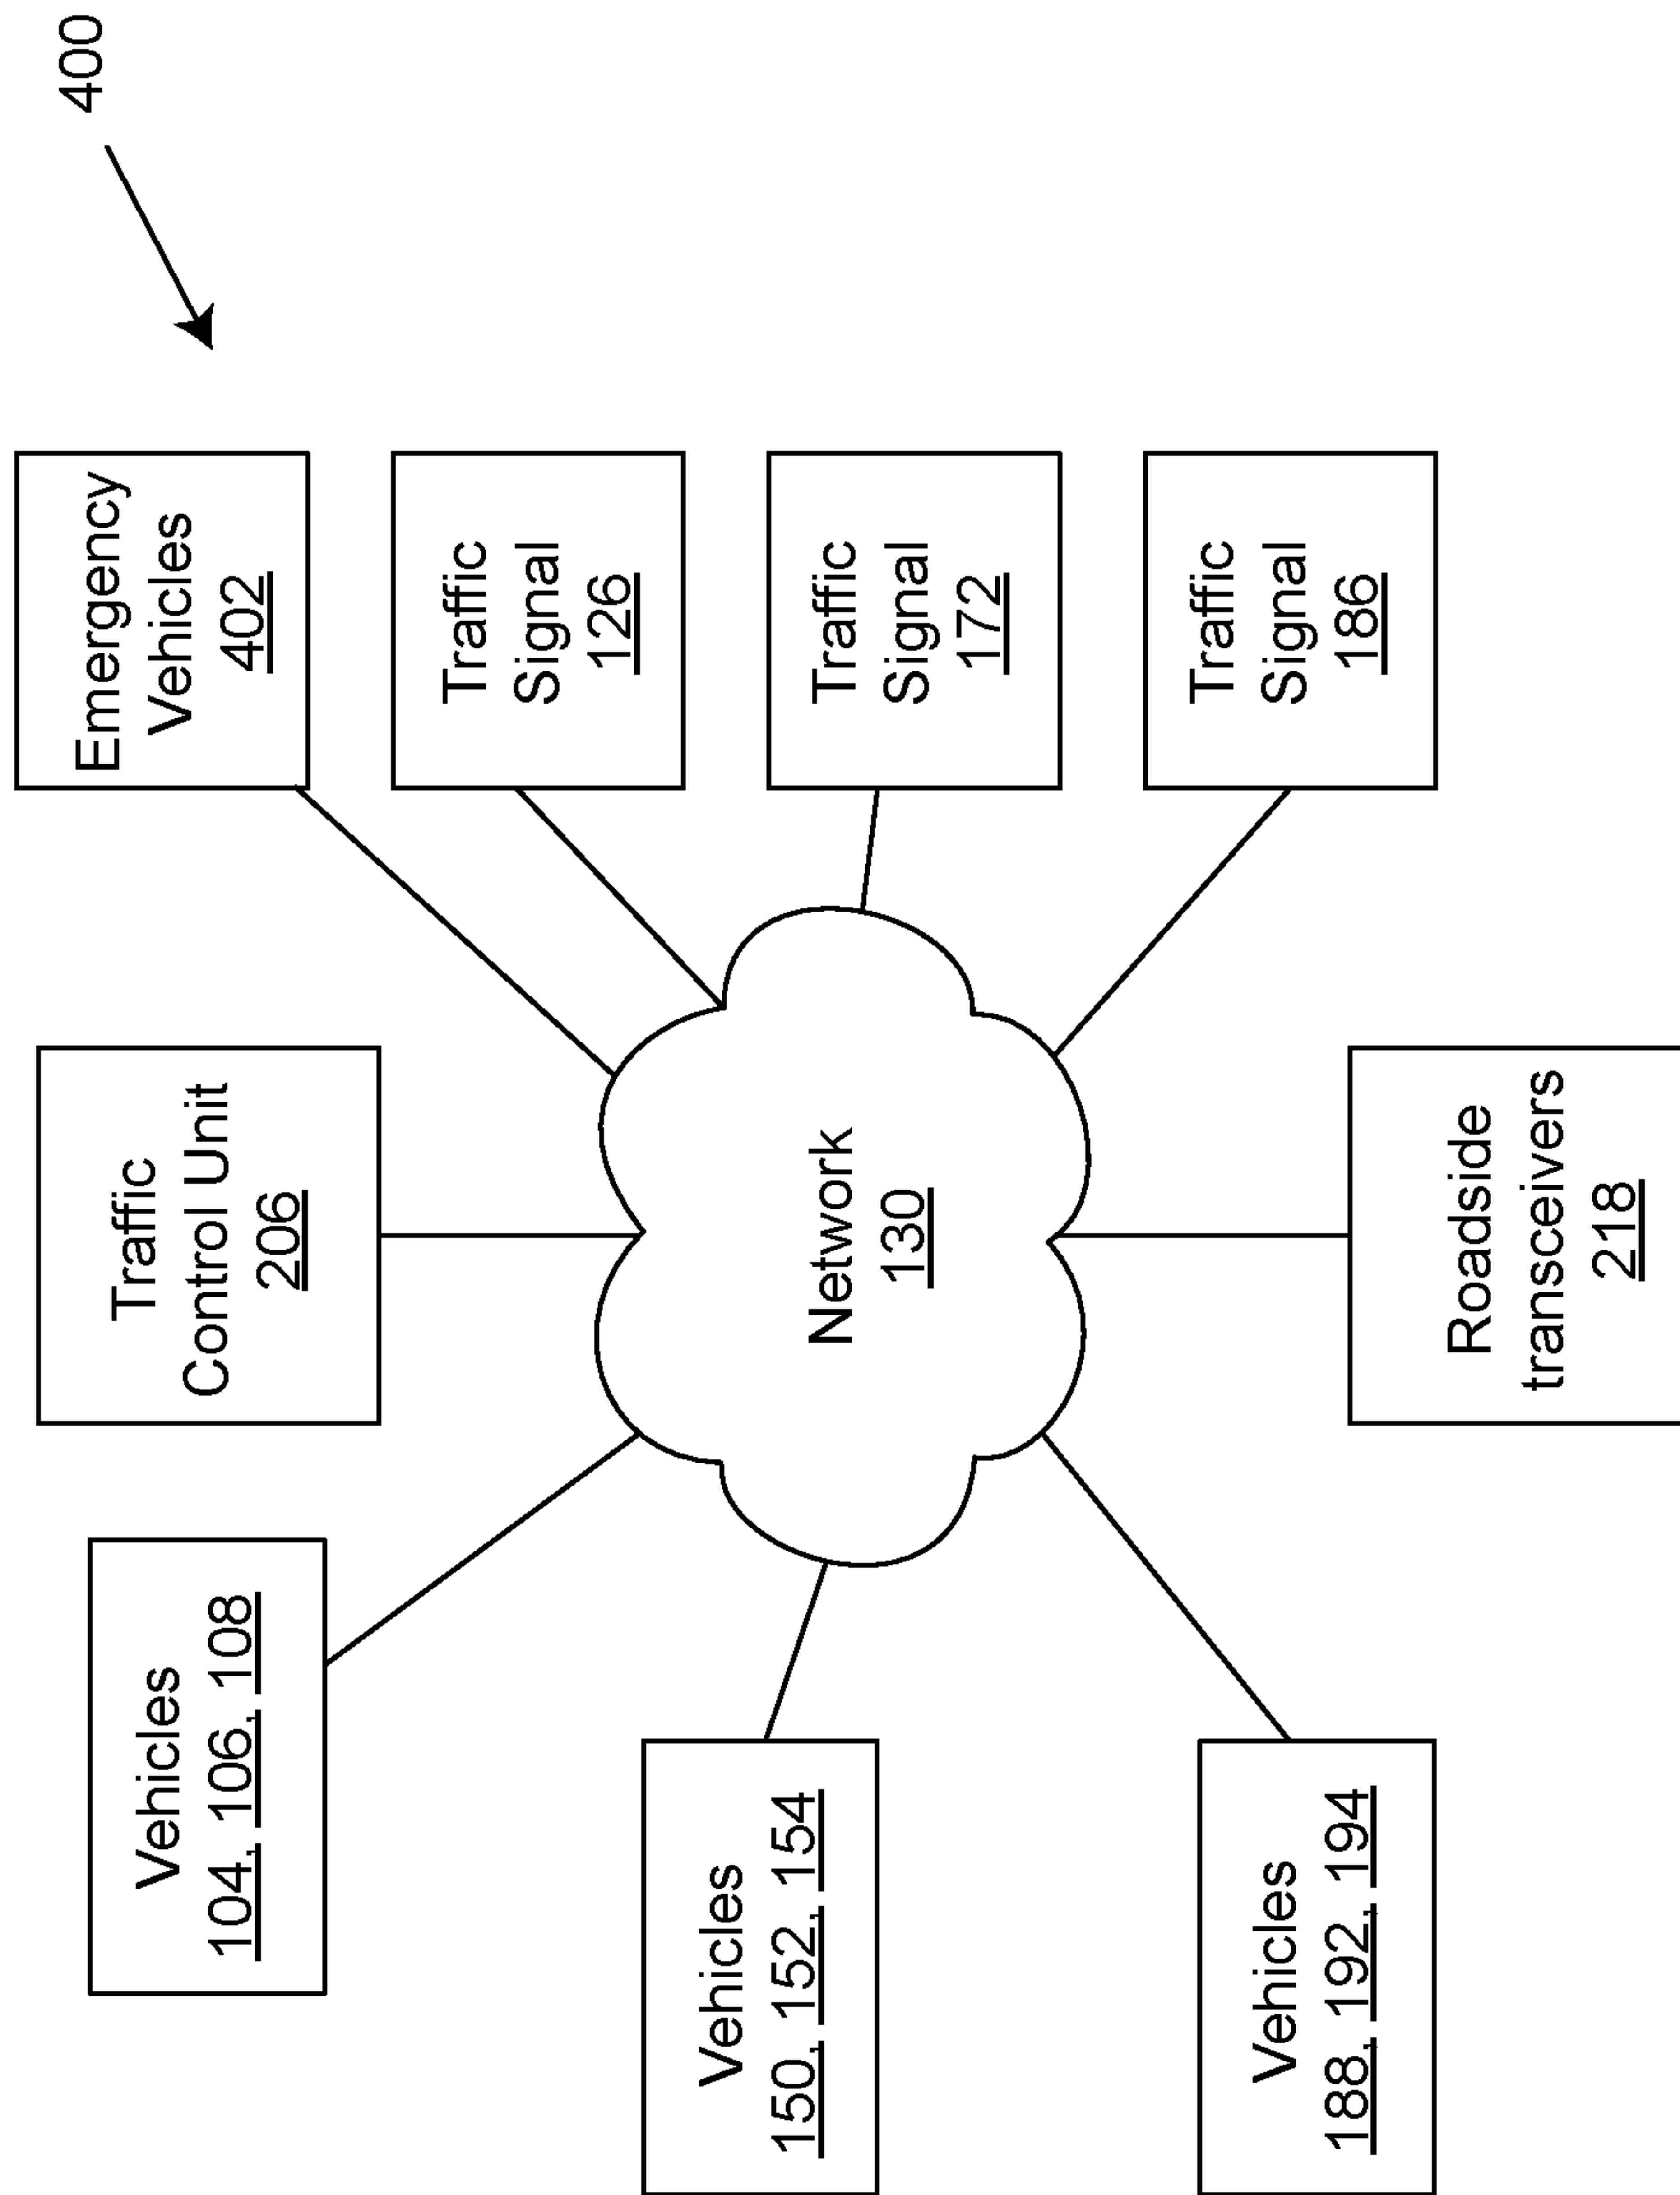 400
Vehicles
104, 106, 108
Traffic
Control Unit
206
Emergency
Vehicles
402
Traffic
Signal
126
Vehicles
150, 152, 154
Network
130
Traffic
Signal
172
Traffic
Signal
186
Vehicles
188, 192, 194
Roadside
transceivers
218